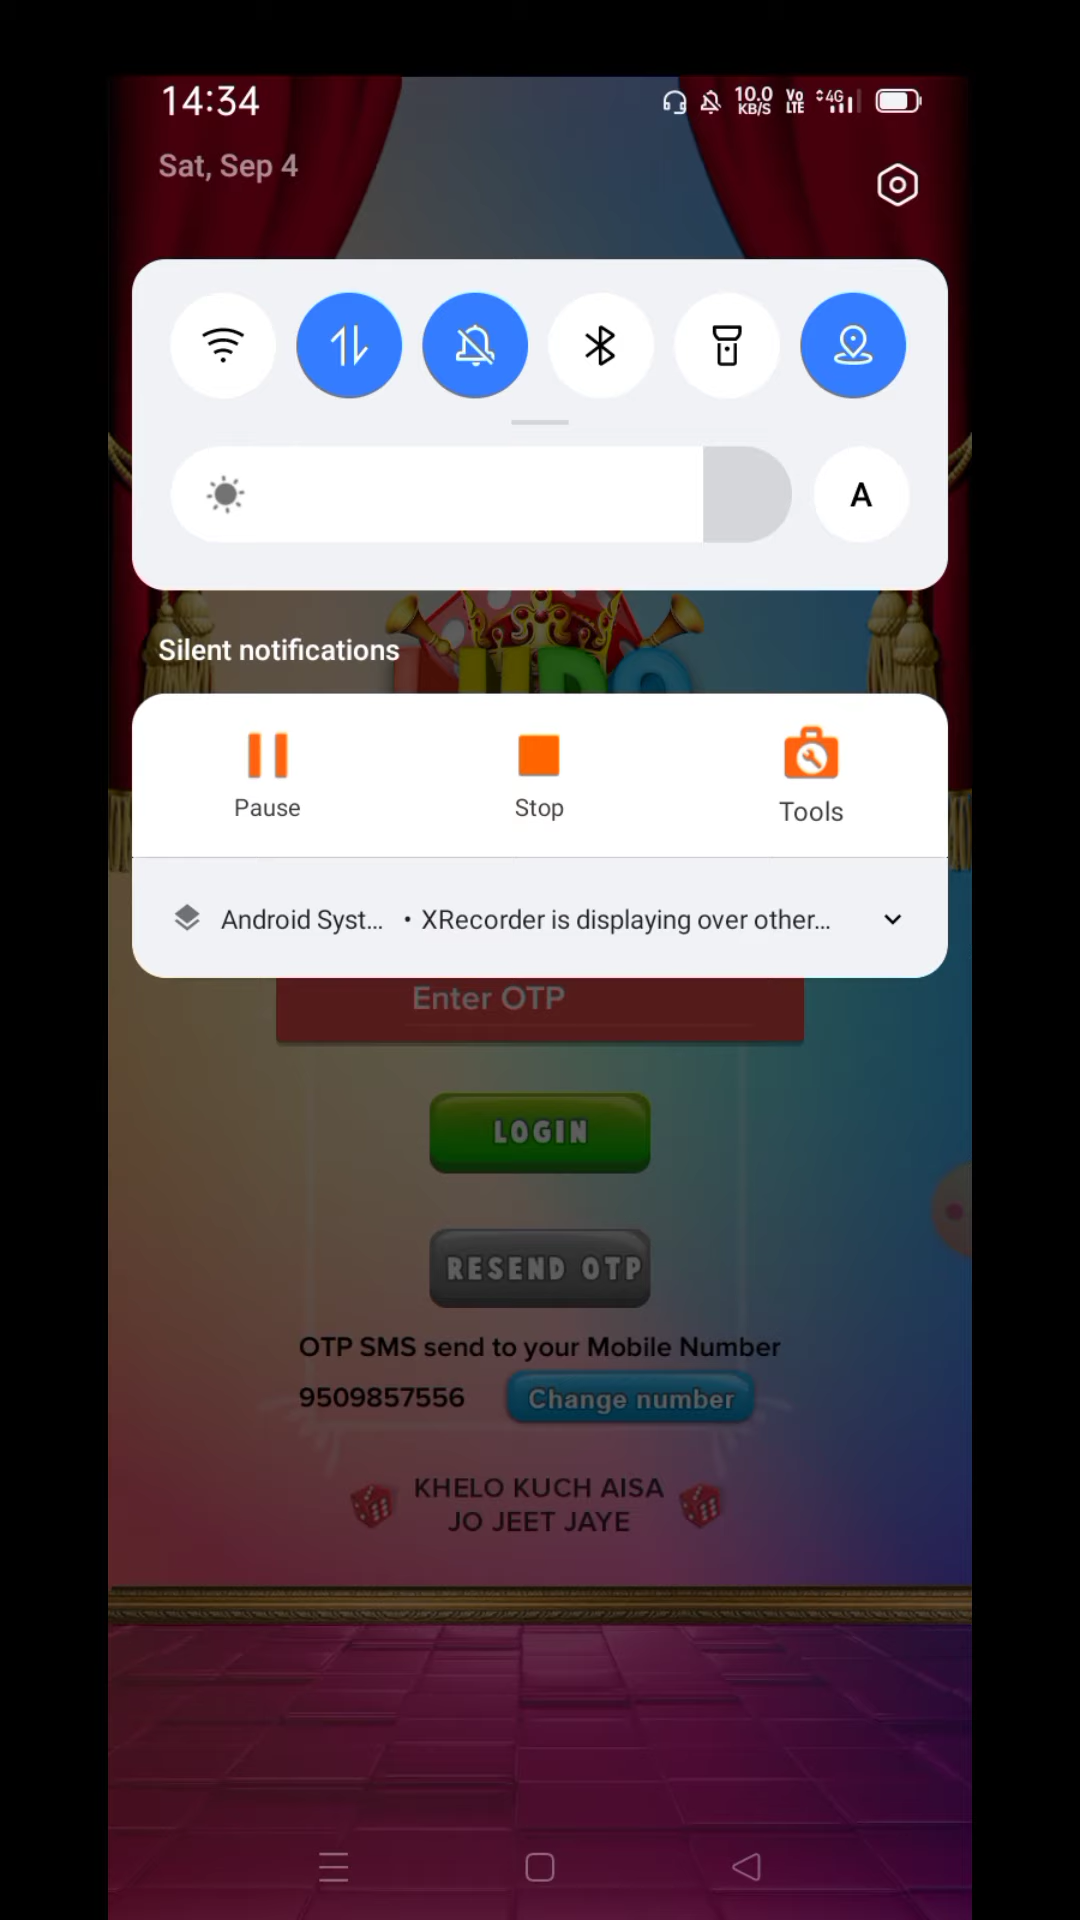 14:34
10.0 KB/S Vo LTE 4G
Sat, Sep 4
A
Silent notifications
LUDO
Pause Stop Tools
Android Syst... • XRecorder is displaying over other...
Enter OTP
LOGIN
RESEND OTP
OTP SMS send to your Mobile Number
9509857556 Change number
KHELO KUCH AISA
JO JEET JAYE